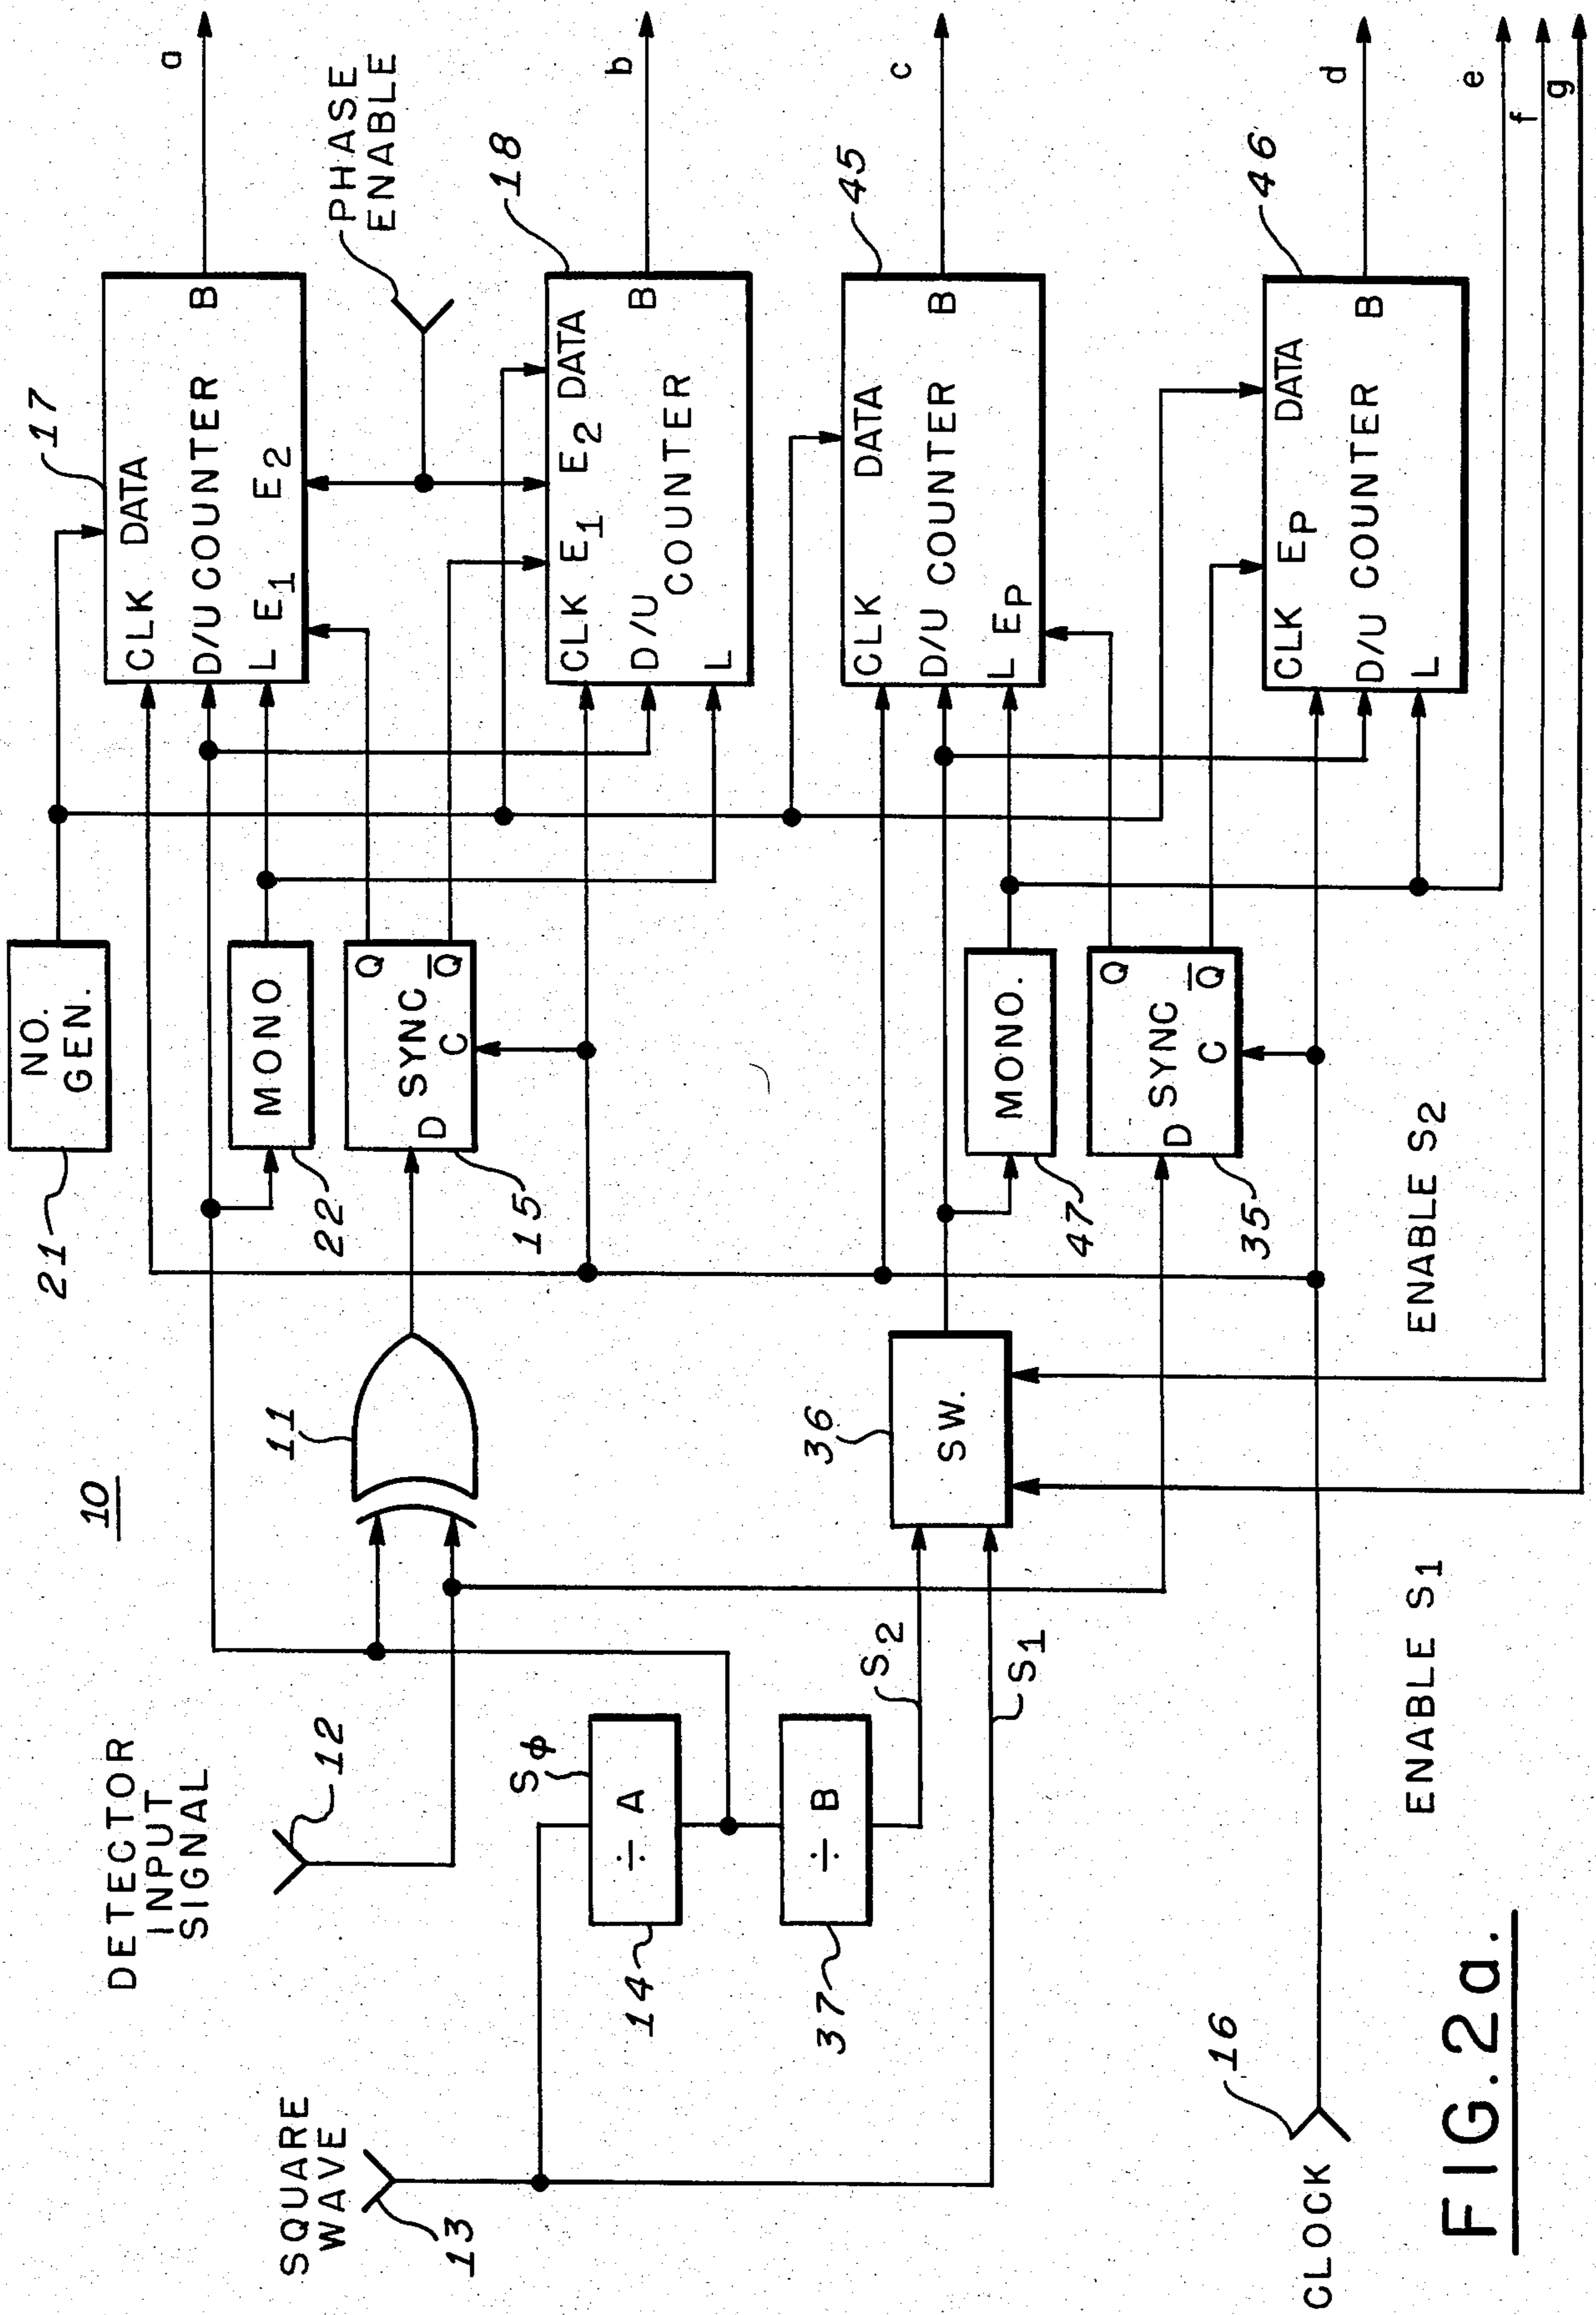 10
NO.
GEN.
21
17
DATA
CLK
D/U COUNTER
B
L
E1
E2
a
PHASE
ENABLE
MONO
22
Q
SYNC
Q̅
D
C
15
18
CLK
E1
E2
DATA
D/U
COUNTER
B
L
b
11
DETECTOR
INPUT
SIGNAL
12
SQUARE
WAVE
13
Sϕ
÷ A
14
÷ B
37
S2
S1
36
SW.
45
CLK
DATA
D/U COUNTER
B
L
EP
c
MONO.
47
Q
SYNC
Q̅
D
C
35
46
CLK
EP
DATA
D/U COUNTER
B
L
d
e
f
g
ENABLE S1
ENABLE S2
CLOCK
16
FIG. 2a.